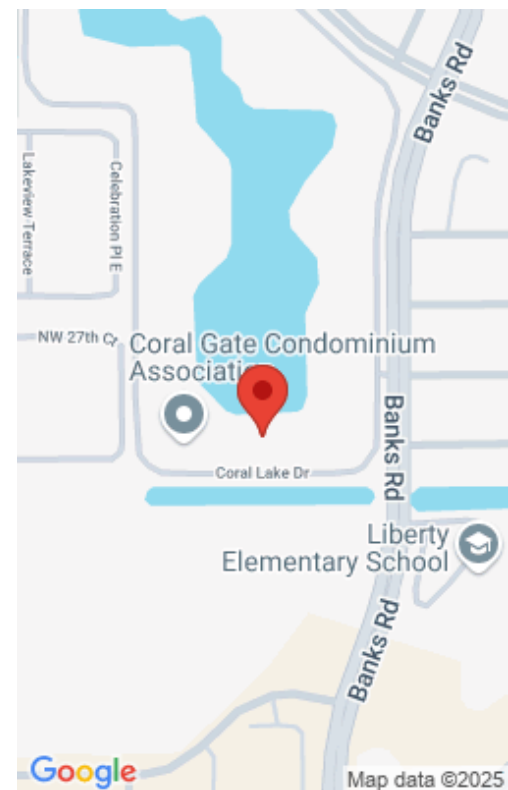 Banks Rd
Lakeview Terrace
Celebration Pl E
NW 27th Ct
Coral Gate Condominium
Associati
Banks Rd
Coral Lake Dr
Liberty
Elementary School
Banks Rd
Google
Map data ©2025